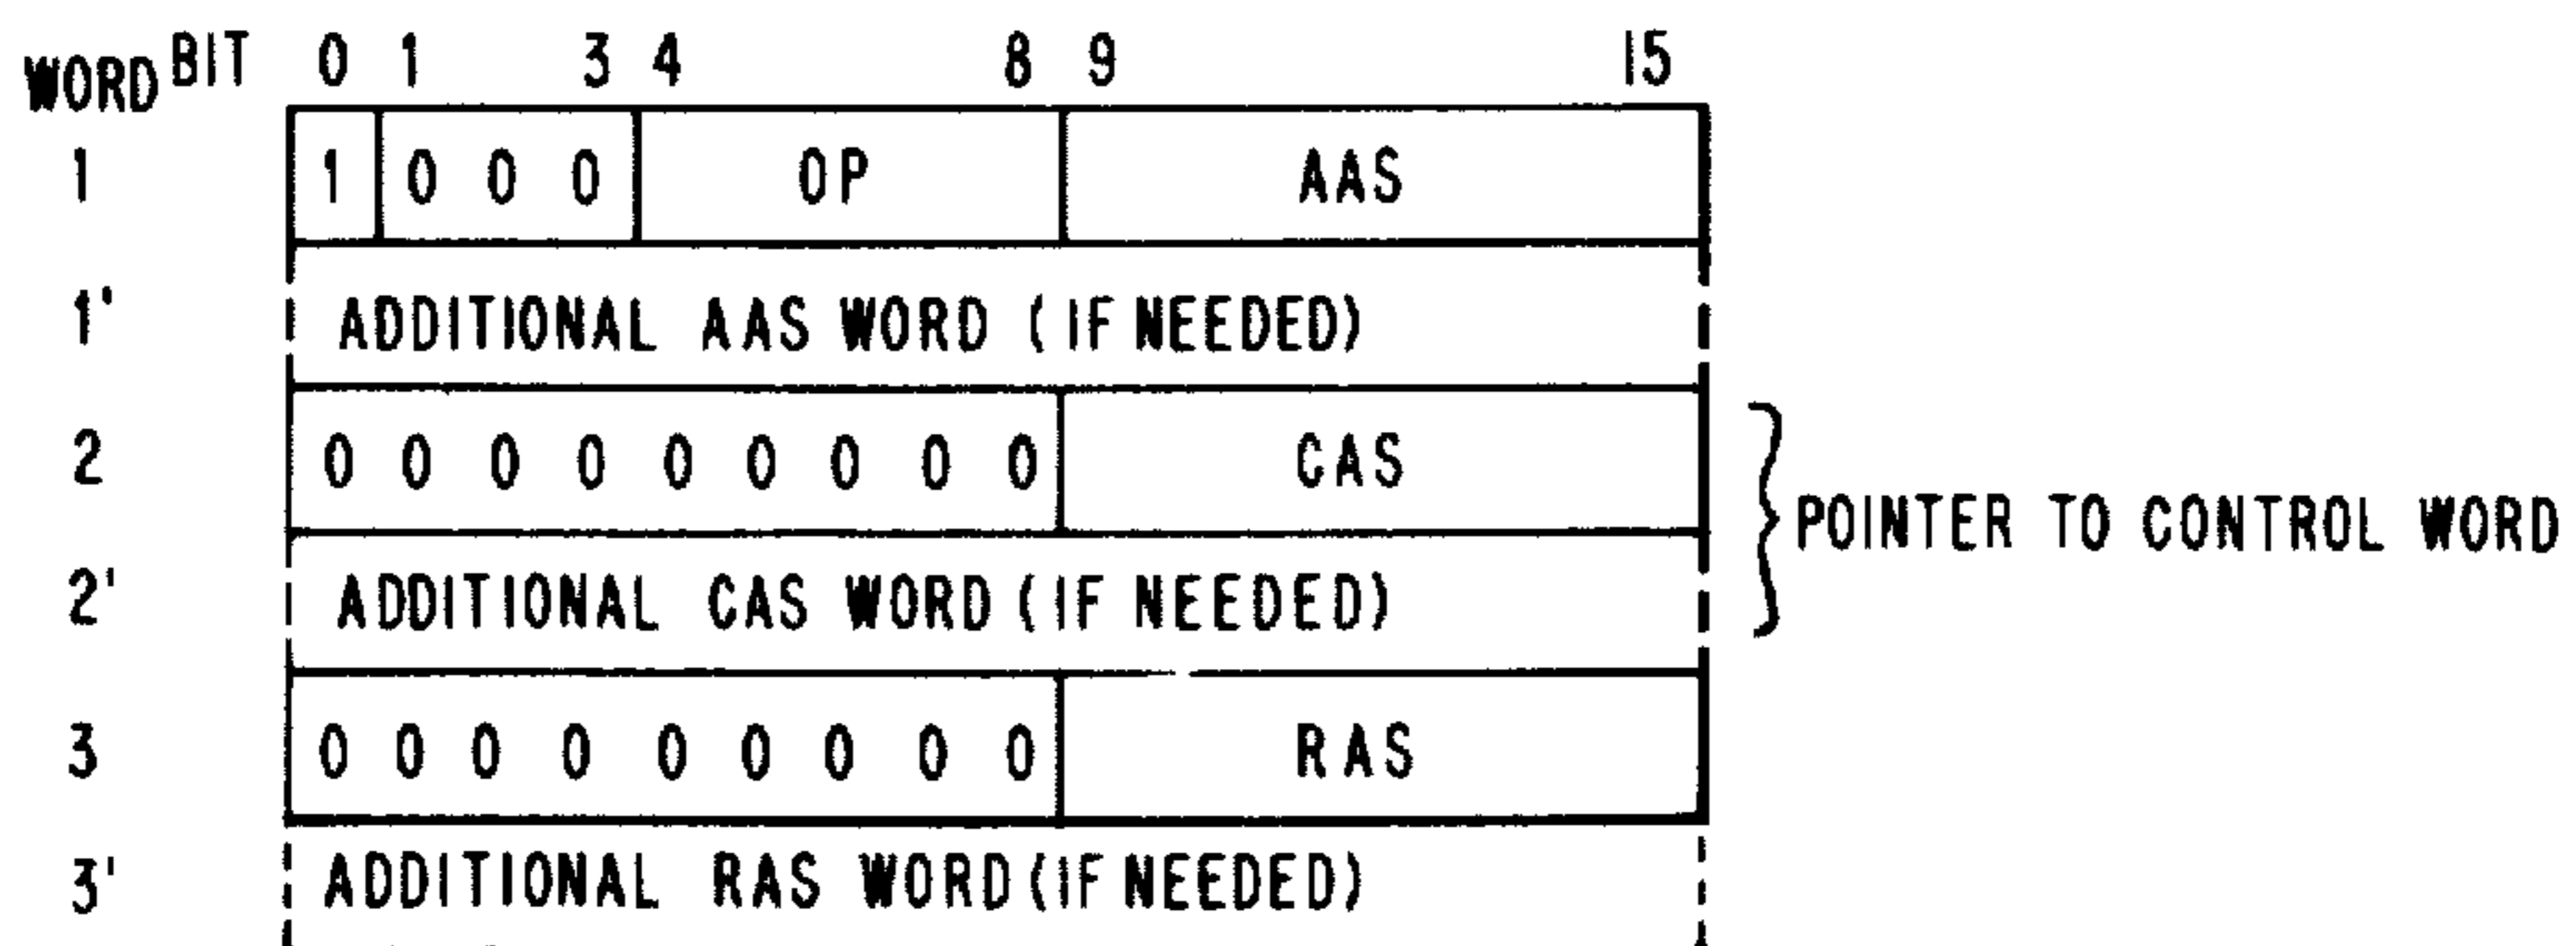 WORD BIT 0 1 3 4 8 9 15
1 1 0 0 0 OP AAS
1' ADDITIONAL AAS WORD (IF NEEDED)
2 0 0 0 0 0 0 0 0 0 CAS
POINTER TO CONTROL WORD
2' ADDITIONAL CAS WORD (IF NEEDED)
3 0 0 0 0 0 0 0 0 0 RAS
3' ADDITIONAL RAS WORD (IF NEEDED)